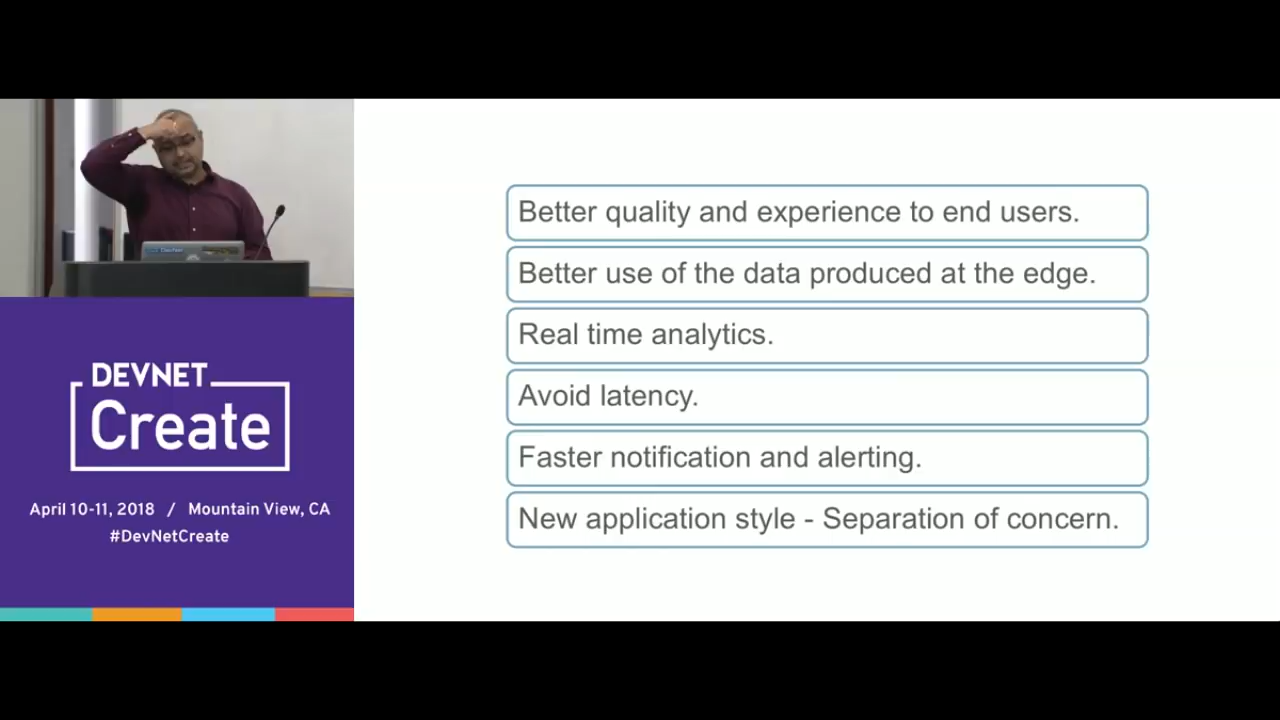 DEVNET
Create
April 10-11, 2018 / Mountain View, CA
#DevNetCreate
Better quality and experience to end users.
Better use of the data produced at the edge.
Real time analytics.
Avoid latency.
Faster notification and alerting.
New application style - Separation of concern.